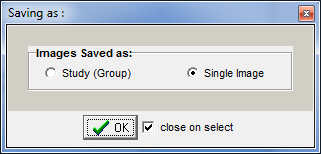 Saving as :
Images Saved as:
Study (Group) Single Image
OK close on select